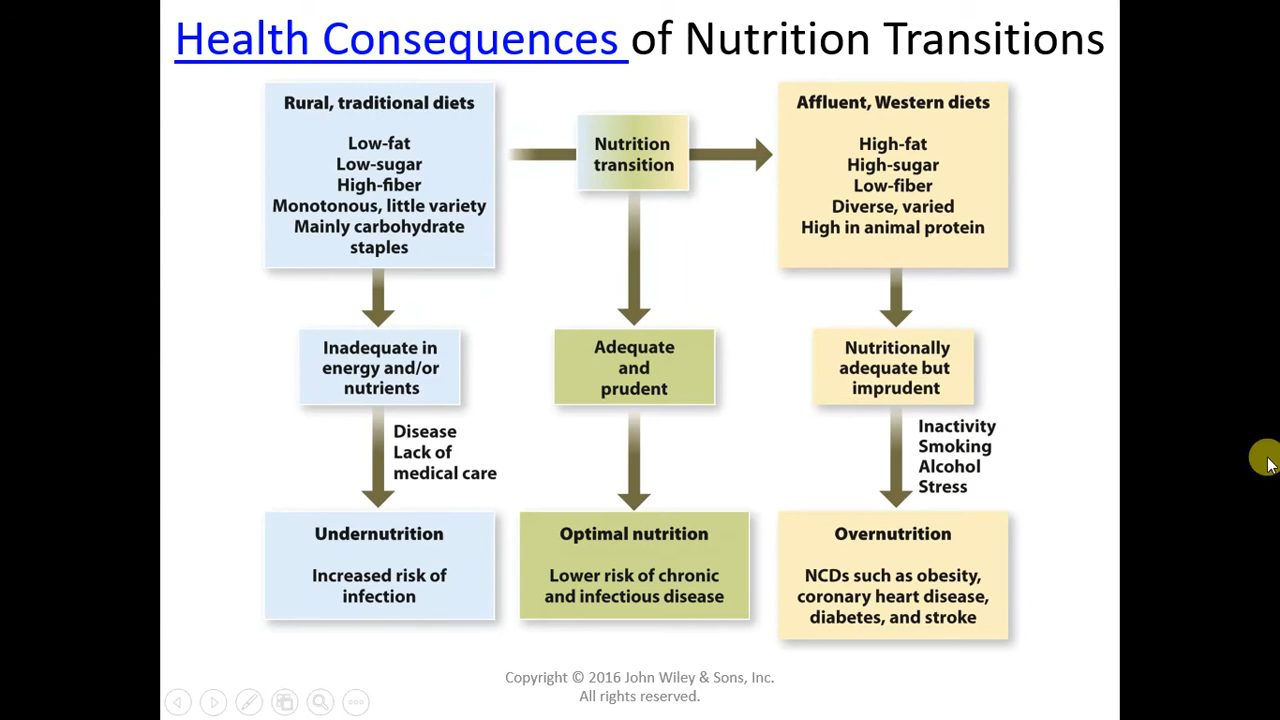 Health Consequences of Nutrition Transitions
Rural, traditional diets
Low-fat
Low-sugar
High-fiber
Monotonous, little variety
Mainly carbohydrate
staples
Nutrition
transition
Affluent, Western diets
High-fat
High-sugar
Low-fiber
Diverse, varied
High in animal protein
Inadequate in
energy and/or
nutrients
Adequate
and
prudent
Nutritionally
adequate but
imprudent
Disease
Lack of
medical care
Inactivity
Smoking
Alcohol
Stress
Undernutrition
Increased risk of
infection
Optimal nutrition
Lower risk of chronic
and infectious disease
Overnutrition
NCDs such as obesity,
coronary heart disease,
diabetes, and stroke
Copyright © 2016 John Wiley & Sons, Inc.
All rights reserved.